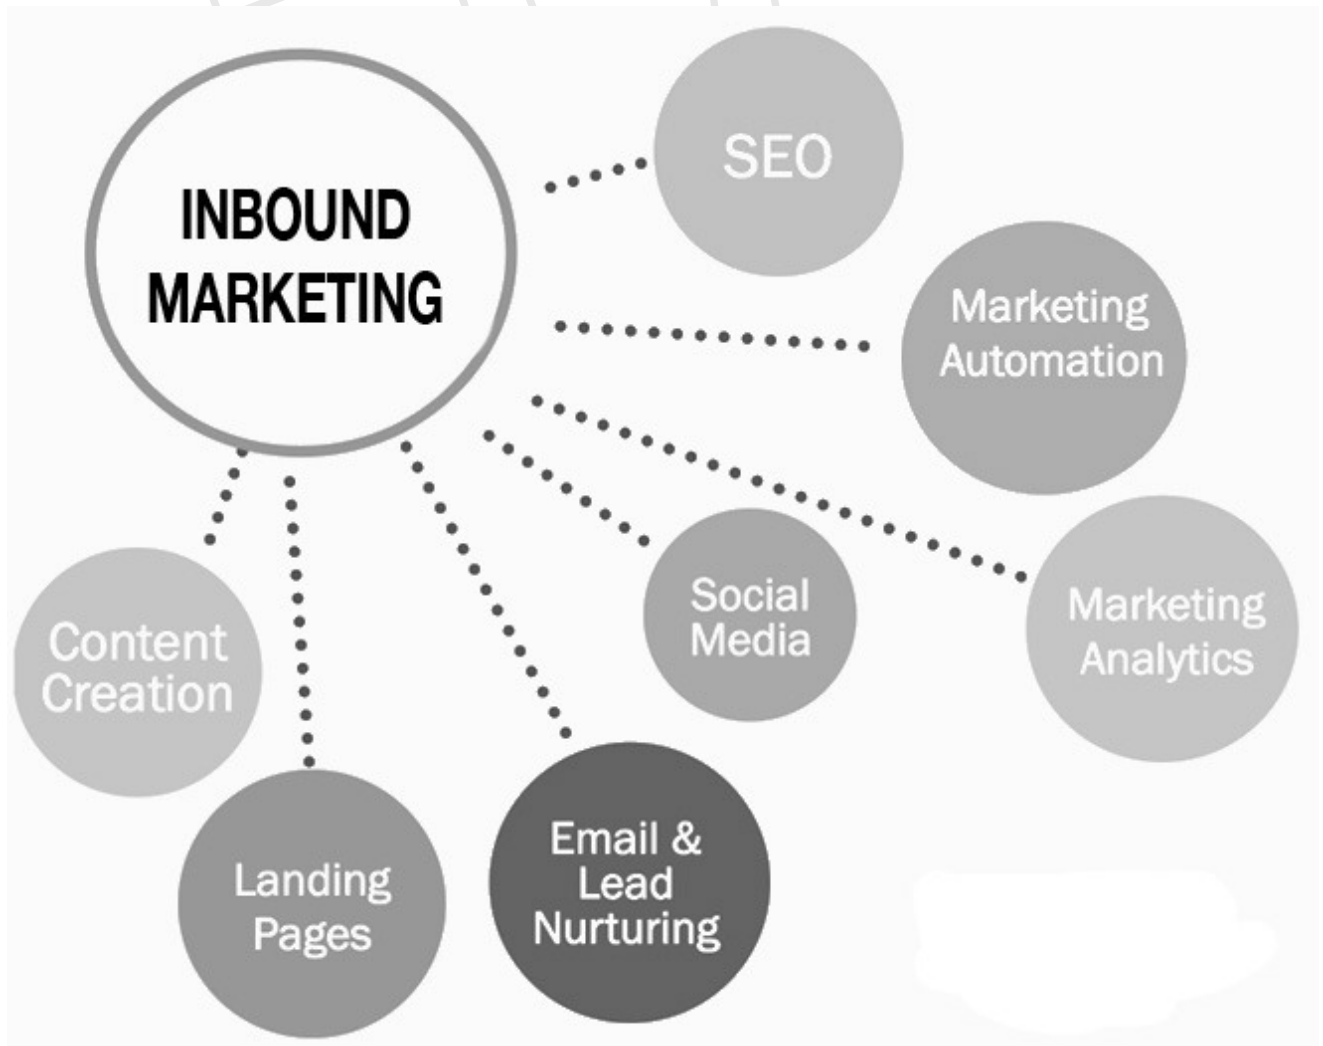 INBOUND
MARKETING
SEO
Marketing
Automation
Marketing
Analytics
Social
Media
Email &
Lead
Nurturing
Landing
Pages
Content
Creation